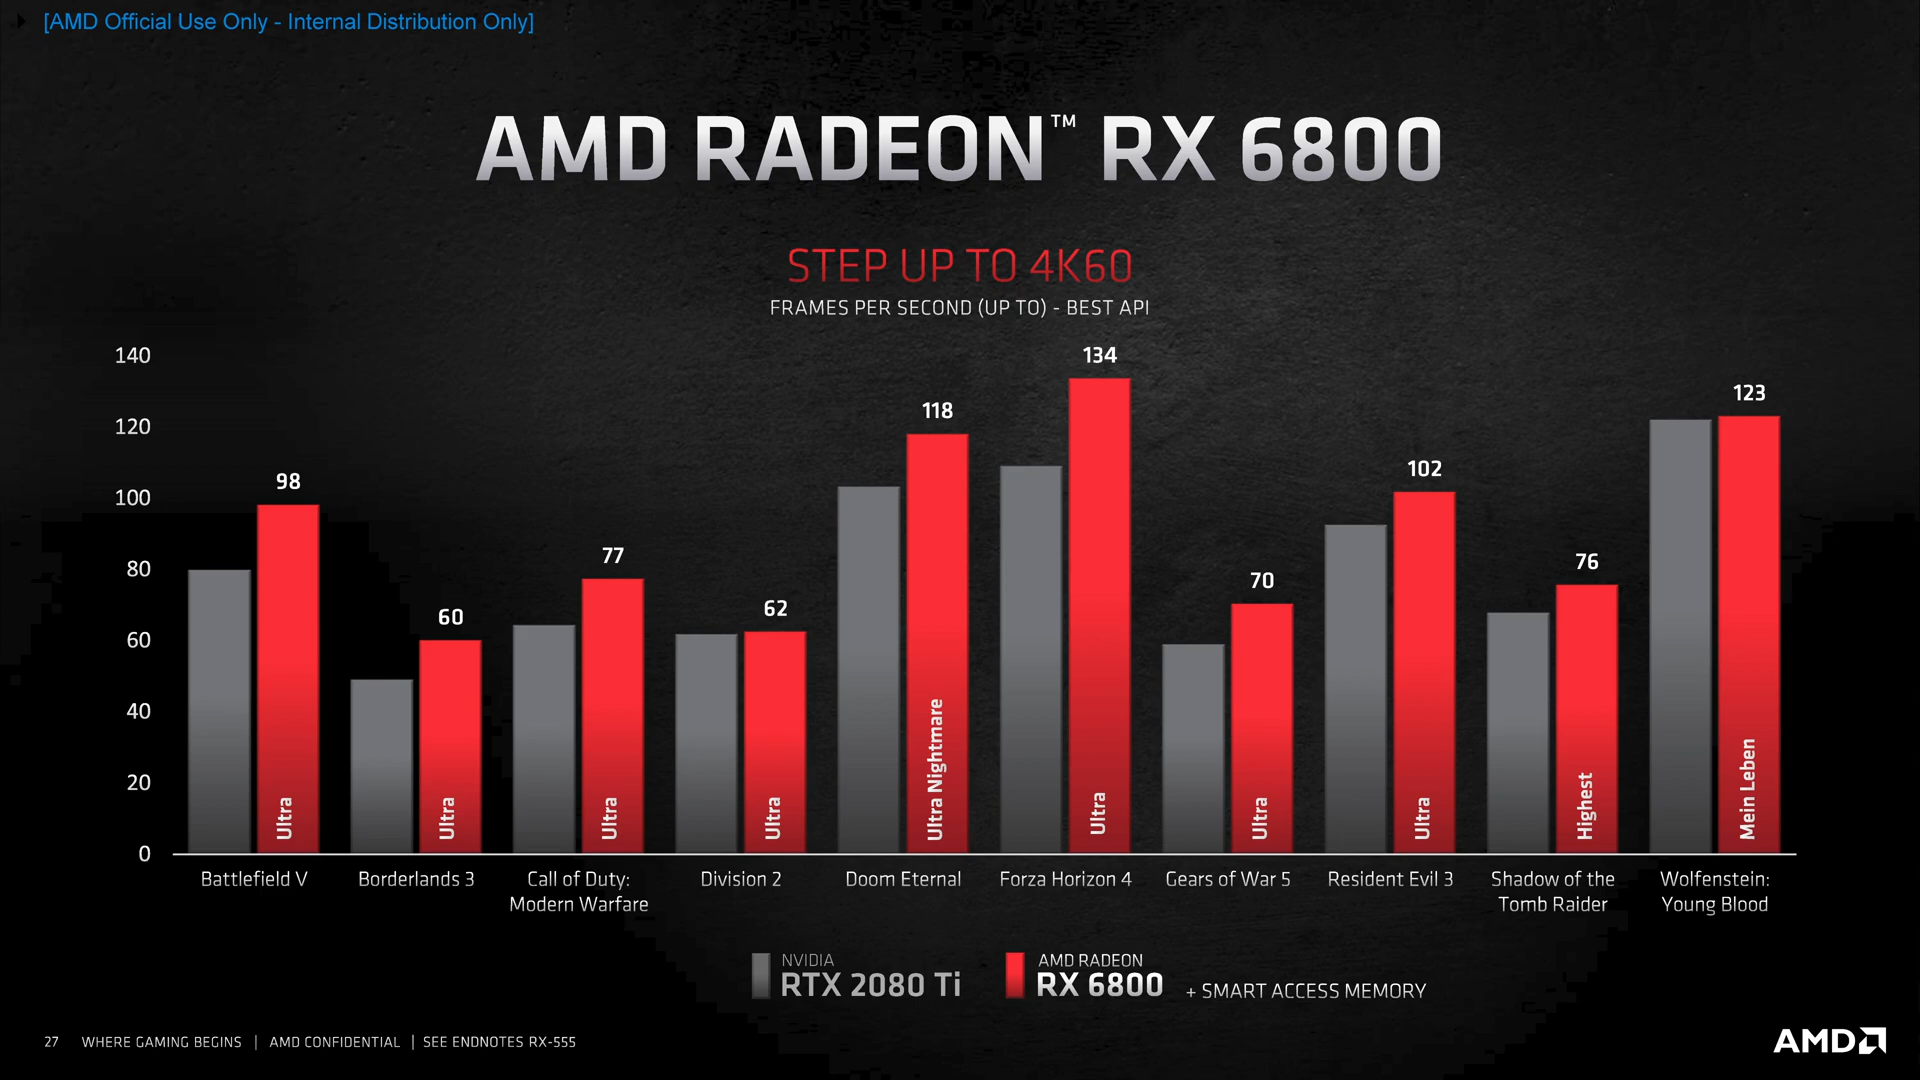 [AMD Official Use Only - Internal Distribution Only]
AMD RADEON™ RX 6800
STEP UP TO 4K60
FRAMES PER SECOND (UP TO) - BEST API
140
120
100
80
60
40
20
0
98
60
77
62
118
134
70
102
76
123
Ultra
Ultra
Ultra
Ultra
Ultra Nightmare
Ultra
Ultra
Ultra
Highest
Mein Leben
Battlefield V
Borderlands 3
Call of Duty:
Modern Warfare
Division 2
Doom Eternal
Forza Horizon 4
Gears of War 5
Resident Evil 3
Shadow of the
Tomb Raider
Wolfenstein:
Young Blood
NVIDIA
RTX 2080 Ti
AMD RADEON
RX 6800
+ SMART ACCESS MEMORY
27 WHERE GAMING BEGINS | AMD CONFIDENTIAL | SEE ENDNOTES RX-555
AMD